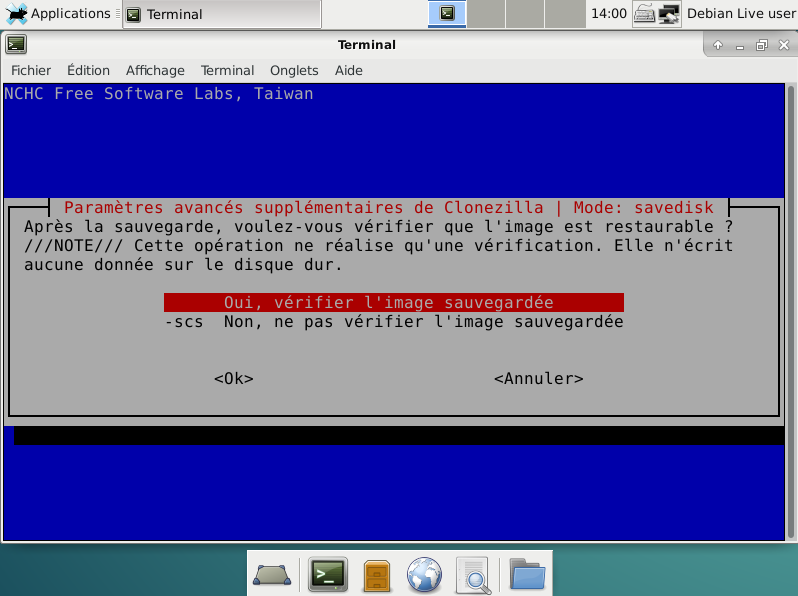 Applications
Terminal
14:00
Debian Live user
Terminal
Fichier Édition Affichage Terminal Onglets Aide
NCHC Free Software Labs, Taiwan
Paramètres avancés supplémentaires de Clonezilla | Mode: savedisk
Après la sauvegarde, voulez-vous vérifier que l'image est restaurable ?
///NOTE/// Cette opération ne réalise qu'une vérification. Elle n'écrit
aucune donnée sur le disque dur.
Oui, vérifier l'image sauvegardée
-scs Non, ne pas vérifier l'image sauvegardée
<Ok> <Annuler>